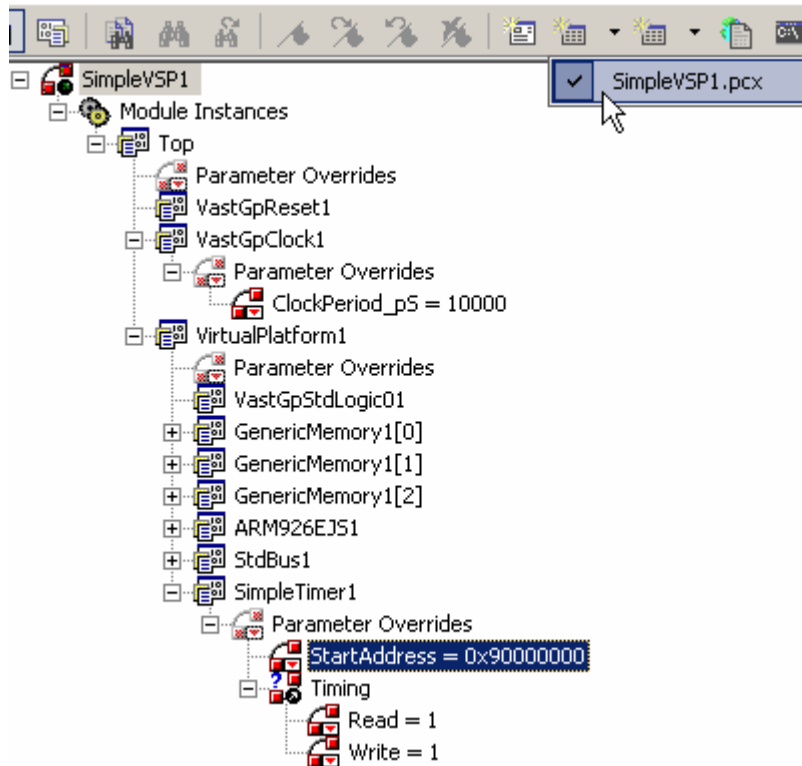 SimpleVSP1
SimpleVSP1.pcx
Module Instances
Top
Parameter Overrides
VastGpReset1
VastGpClock1
Parameter Overrides
ClockPeriod_pS = 10000
VirtualPlatform1
Parameter Overrides
VastGpStdLogic01
GenericMemory1[0]
GenericMemory1[1]
GenericMemory1[2]
ARM926EJS1
StdBus1
SimpleTimer1
Parameter Overrides
StartAddress = 0x90000000
Timing
Read = 1
Write = 1